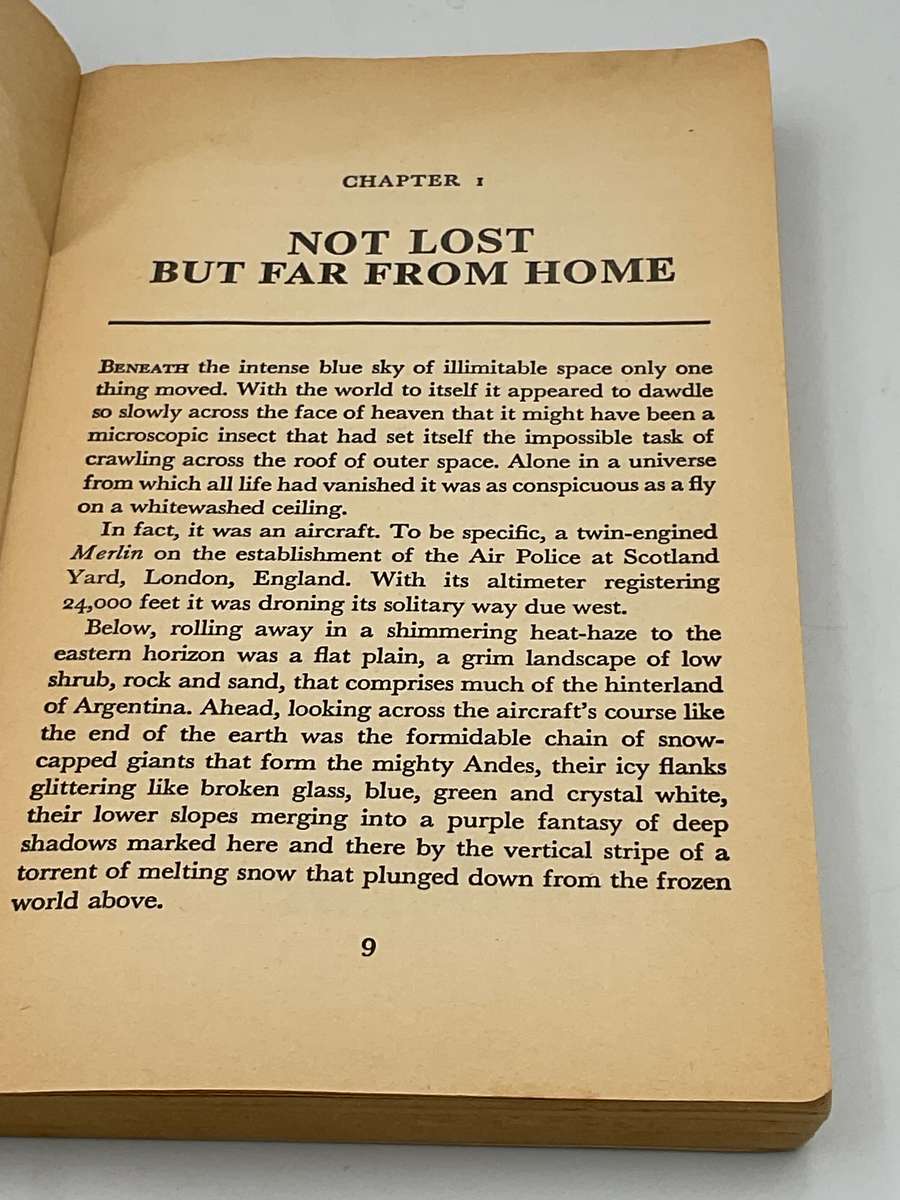 CHAPTER 1
NOT LOST
BUT FAR FROM HOME
BENEATH the intense blue sky of illimitable space only one
thing moved. With the world to itself it appeared to dawdle
so slowly across the face of heaven that it might have been a
microscopic insect that had set itself the impossible task of
crawling across the roof of outer space. Alone in a universe
from which all life had vanished it was as conspicuous as a fly
on a whitewashed ceiling.
In fact, it was an aircraft. To be specific, a twin-engined
Merlin on the establishment of the Air Police at Scotland
Yard, London, England. With its altimeter registering
24,000 feet it was droning its solitary way due west.
Below, rolling away in a shimmering heat-haze to the
eastern horizon was a flat plain, a grim landscape of low
shrub, rock and sand, that comprises much of the hinterland
of Argentina. Ahead, looking across the aircraft's course like
the end of the earth was the formidable chain of snow-
capped giants that form the mighty Andes, their icy flanks
glittering like broken glass, blue, green and crystal white,
their lower slopes merging into a purple fantasy of deep
shadows marked here and there by the vertical stripe of a
torrent of melting snow that plunged down from the frozen
world above.
9